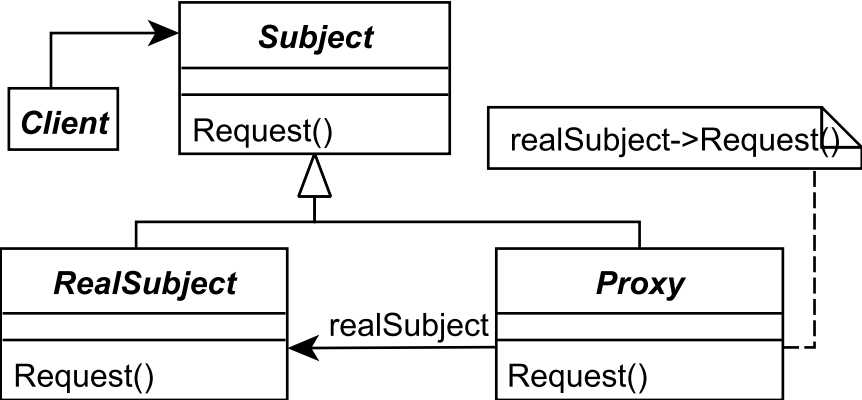 Subject
Client
Request()
realSubject->Request()
RealSubject
Proxy
realSubject
Request()
Request()